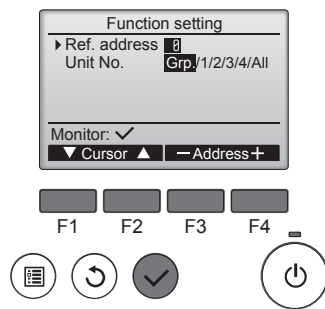 Function setting
▶Ref. address 0
Unit No. Grp./1/2/3/4/All
Monitor: ✓
▼ Cursor ▲ −Address+
F1 F2 F3 F4